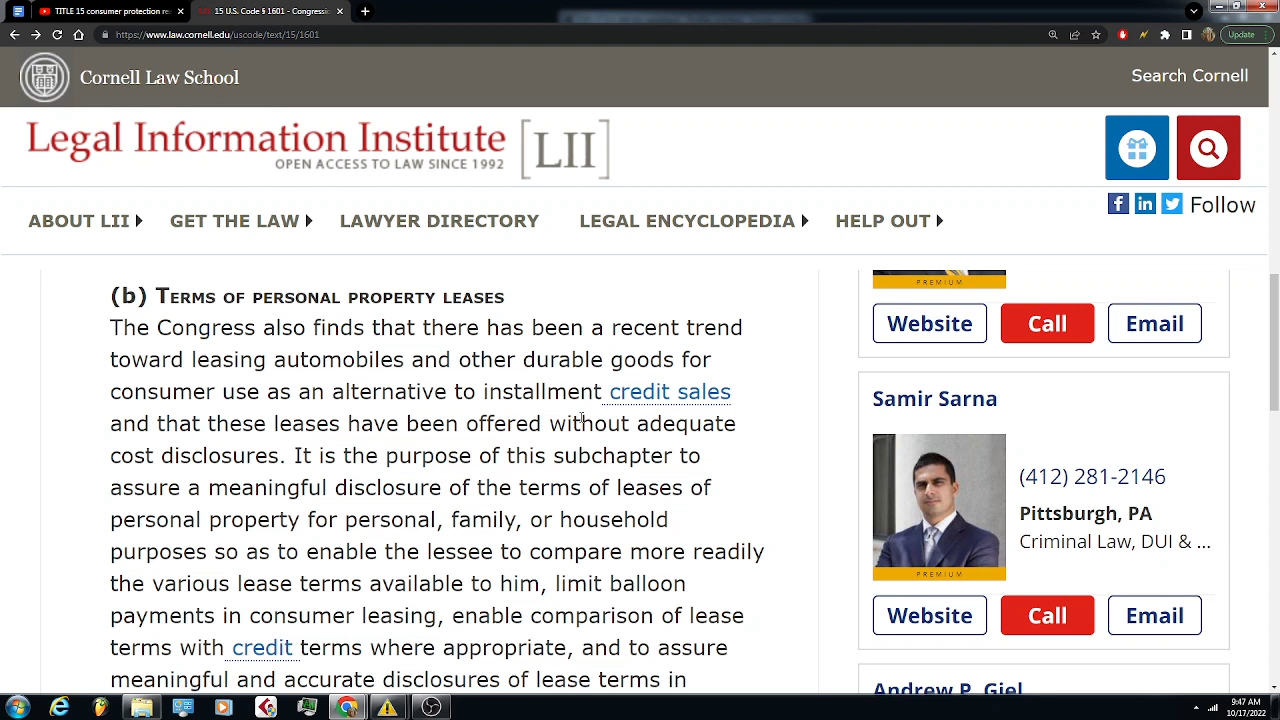 TITLE 15 consumer protection re
15 U.S. Code § 1601 - Congressi
https://www.law.cornell.edu/uscode/text/15/1601
Update
Cornell Law School
Search Cornell
Legal Information Institute
OPEN ACCESS TO LAW SINCE 1992
[LII]
ABOUT LII
GET THE LAW
LAWYER DIRECTORY
LEGAL ENCYCLOPEDIA
HELP OUT
Follow
(b) TERMS OF PERSONAL PROPERTY LEASES
The Congress also finds that there has been a recent trend
toward leasing automobiles and other durable goods for
consumer use as an alternative to installment credit sales
and that these leases have been offered without adequate
cost disclosures. It is the purpose of this subchapter to
assure a meaningful disclosure of the terms of leases of
personal property for personal, family, or household
purposes so as to enable the lessee to compare more readily
the various lease terms available to him, limit balloon
payments in consumer leasing, enable comparison of lease
terms with credit terms where appropriate, and to assure
meaningful and accurate disclosures of lease terms in
PREMIUM
Website
Call
Email
Samir Sarna
(412) 281-2146
Pittsburgh, PA
Criminal Law, DUI & ...
PREMIUM
Website
Call
Email
Andrew P. Giel
9:47 AM
10/17/2022